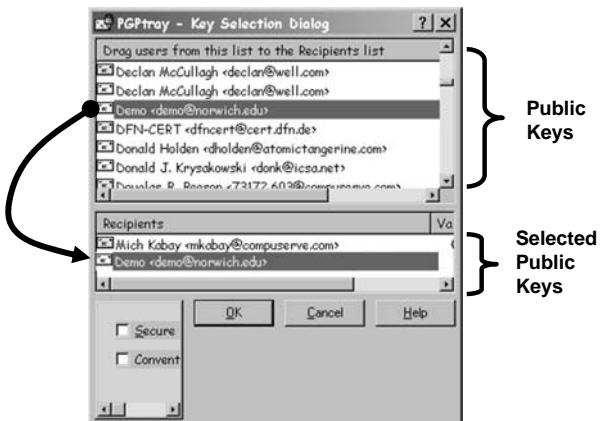 PGPtray - Key Selection Dialog
Drag users from this list to the Recipients list
Declan McCullagh <declan@well.com>
Declan McCullagh <declan@well.com>
Demo <demo@norwich.edu>
DFN-CERT <dfncert@cert.dfn.de>
Donald Holden <dholden@atomictangerine.com>
Donald J. Krysakowski <donk@icsa.net>
Public Keys
Recipients Va
Mich Kabay <mkabay@compuserve.com>
Demo <demo@norwich.edu>
Selected Public Keys
OK Cancel Help
Secure
Convent